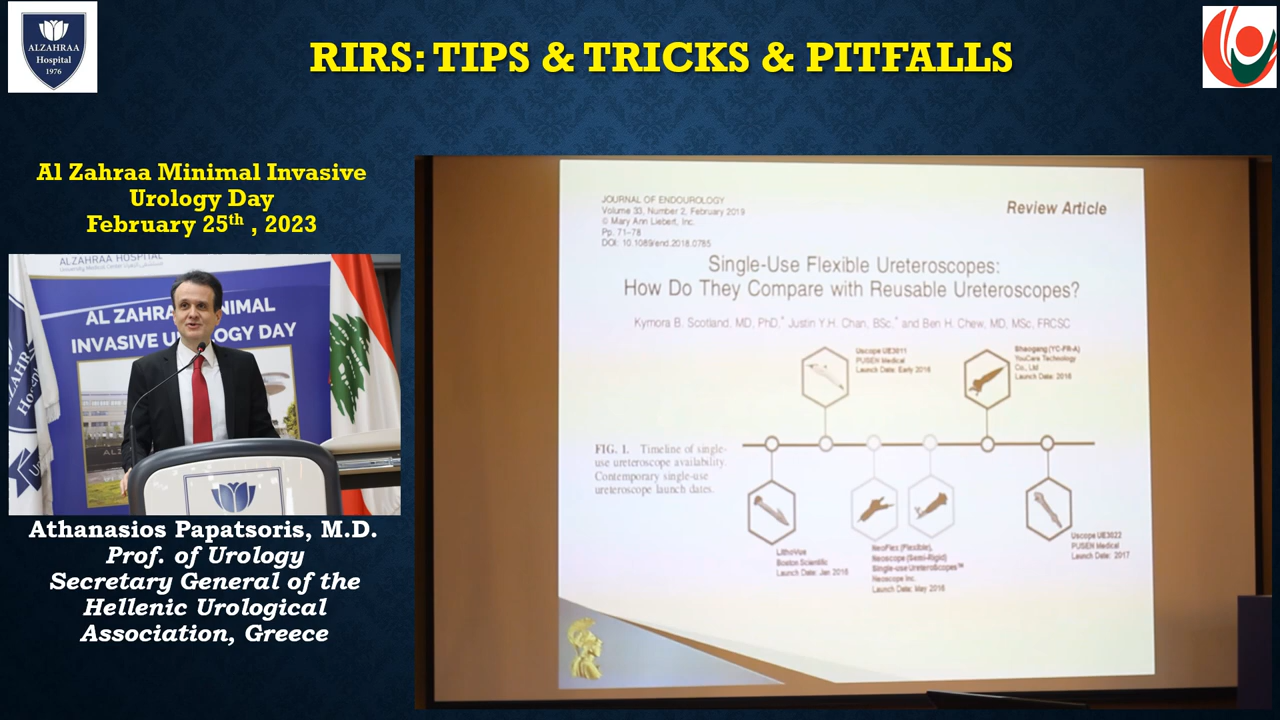 ALZAHRAA
Hospital
1976
RIRS: TIPS & TRICKS & PITFALLS
Al Zahraa Minimal Invasive
Urology Day
February 25th , 2023
ALZAHRAA HOSPITAL
University Medical Center
AL ZAHRA MINIMAL
INVASIVE UROLOGY DAY
Athanasios Papatsoris, M.D.
Prof. of Urology
Secretary General of the
Hellenic Urological
Association, Greece
JOURNAL OF ENDOUROLOGY
Volume 33, Number 2, February 2019
© Mary Ann Liebert, Inc.
Pp. 71–78
DOI: 10.1089/end.2018.0785
Review Article
Single-Use Flexible Ureteroscopes:
How Do They Compare with Reusable Ureteroscopes?
Kymora B. Scotland, MD, PhD,* Justin Y.H. Chan, BSc,* and Ben H. Chew, MD, MSc, FRCSC
Uscope UE3011
PUSEN Medical
Launch Date: Early 2016
Shaogang (YC-FR-A)
YouCare Technology
Co., Ltd
Launch Date: 2016
FIG. 1. Timeline of single-
use ureteroscope availability.
Contemporary single-use
ureteroscope launch dates.
LithoVue
Boston Scientific
Launch Date: Jan 2016
NeoFlex (Flexible),
Neoscope (Semi-Rigid)
Single-use UreteroScopes™
Neoscope Inc.
Launch Date: May 2016
Uscope UE3022
PUSEN Medical
Launch Date: 2017